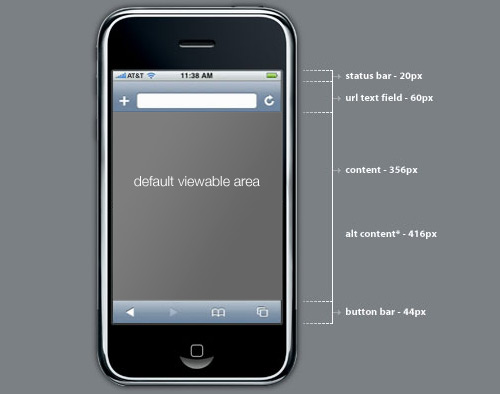 AT&T 11:38 AM
status bar - 20px
url text field - 60px
content - 356px
default viewable area
alt content* - 416px
button bar - 44px